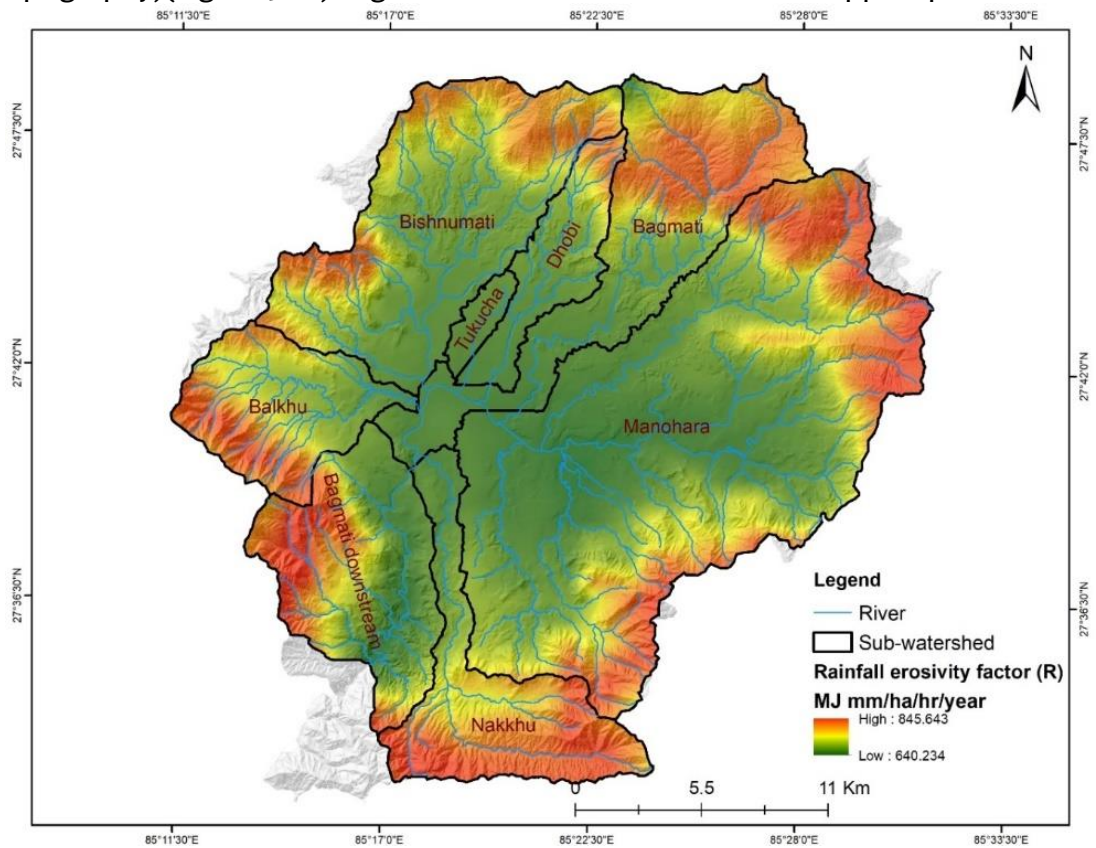 85°11'30"E 85°17'0"E 85°22'30"E 85°28'0"E 85°33'30"E
N
27°47'30"N 27°47'30"N
Bishnumati
Dhobi
Bagmati
Tukucha
27°42'0"N 27°42'0"N
Balkhu
Manohara
Bagmati downstream
27°36'30"N 27°36'30"N
Legend
River
Sub-watershed
Rainfall erosivity factor (R)
MJ mm/ha/hr/year
High : 845.643
Low : 640.234
Nakkhu
0 5.5 11 Km
85°11'30"E 85°17'0"E 85°22'30"E 85°28'0"E 85°33'30"E